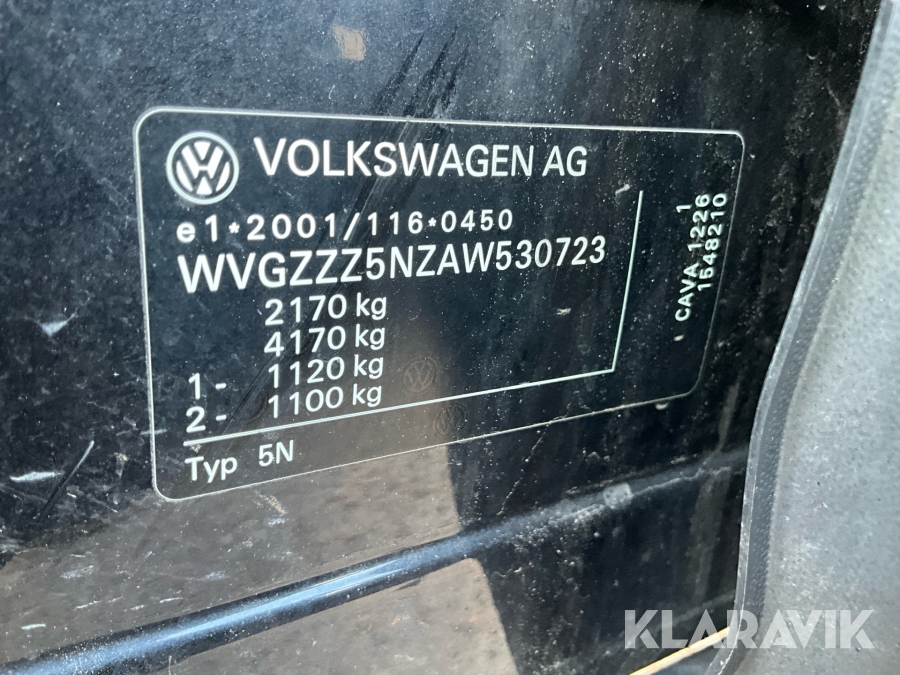 VOLKSWAGEN AG
e1*2001/116*0450
WVGZZZ5NZAW530723
2170 kg
4170 kg
1- 1120 kg
2- 1100 kg
Typ 5N
CAVA 1226 1
1548210
KLARAVIK